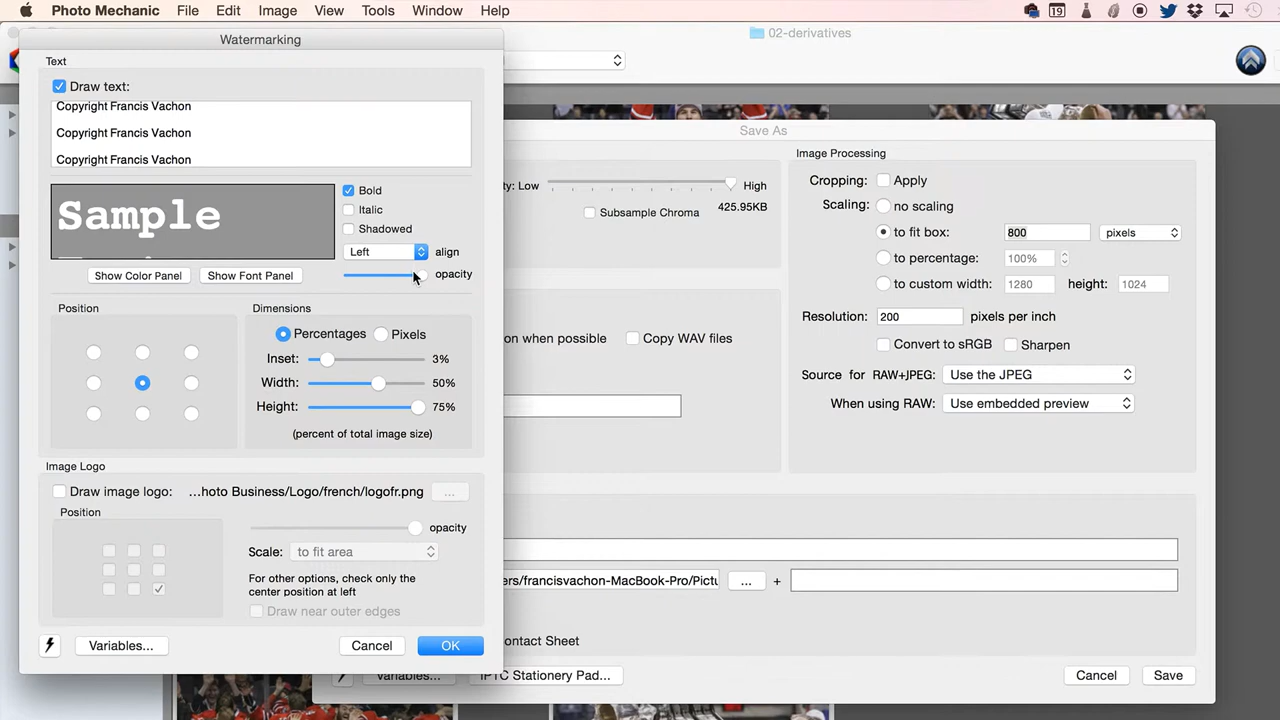 Photo Mechanic File Edit Image View Tools Window Help
19
02-derivatives
Watermarking
Text
Draw text:
Copyright Francis Vachon
Copyright Francis Vachon
Copyright Francis Vachon
Sample
Bold
Italic
Shadowed
Left align
Show Color Panel Show Font Panel opacity
Position
Dimensions
Percentages Pixels
Inset: 3%
Width: 50%
Height: 75%
(percent of total image size)
Image Logo
Draw image logo: ...hoto Business/Logo/french/logofr.png ...
Position
opacity
Scale: to fit area
For other options, check only the
center position at left
Draw near outer edges
Variables... Cancel OK
Save As
ty: Low High
425.95KB
Subsample Chroma
on when possible Copy WAV files
Image Processing
Cropping: Apply
Scaling: no scaling
to fit box: 800 pixels
to percentage: 100%
to custom width: 1280 height: 1024
Resolution: 200 pixels per inch
Convert to sRGB Sharpen
Source for RAW+JPEG: Use the JPEG
When using RAW: Use embedded preview
ers/francisvachon-MacBook-Pro/Pictu ... +
ontact Sheet
Variables... IPTC Stationery Pad... Cancel Save